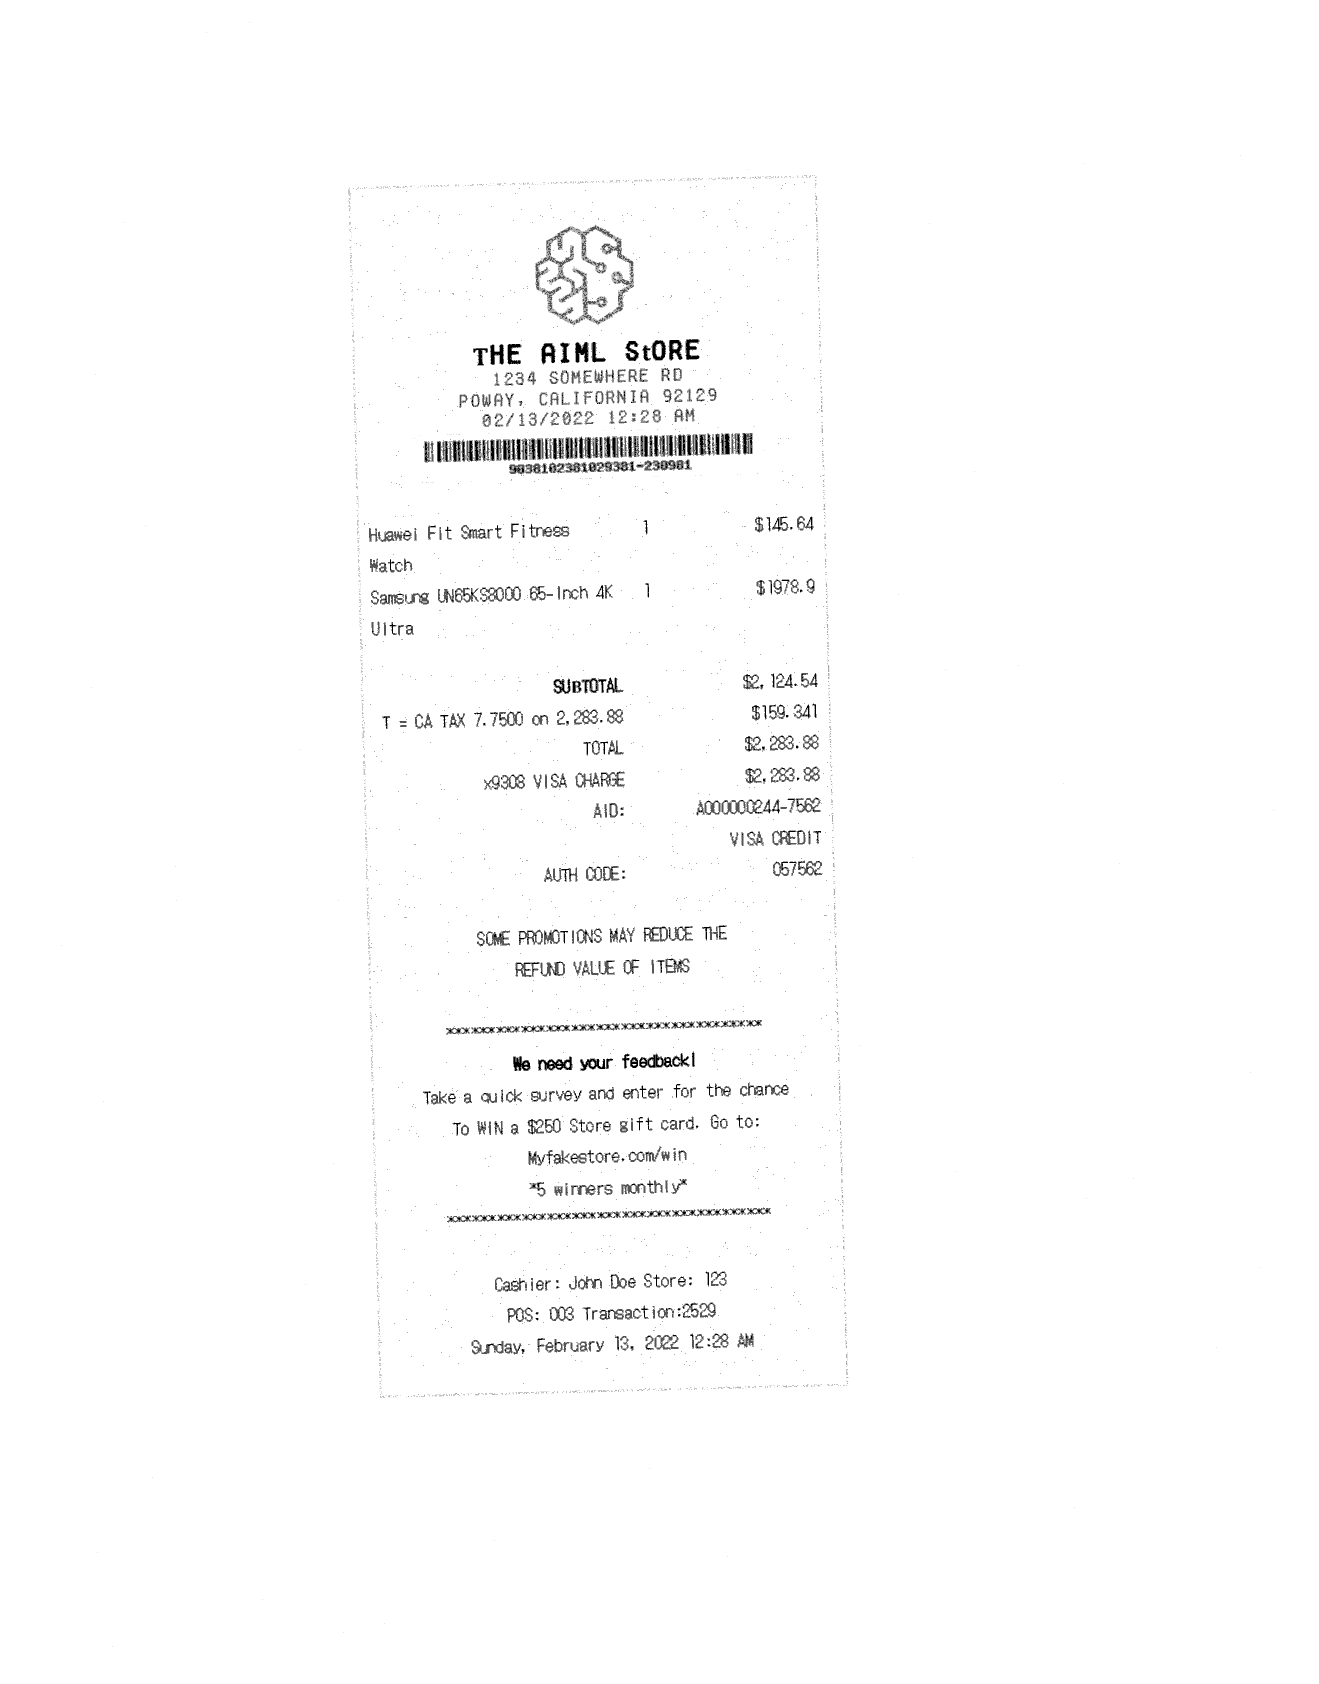 THE AIML StORE
1234 SOMEWHERE RD
POWAY, CALIFORNIA 92129
02/13/2022 12:28 AM
9038102381029381-230981
Huawei Fit Smart Fitness 1 $145.64
Watch
Samsung UN65KS8000 65-Inch 4K 1 $1978.9
Ultra
SUBTOTAL $2,124.54
T = CA TAX 7.7500 on 2,283.88 $159.341
TOTAL $2,283.88
x9308 VISA CHARGE $2,283.88
AID: A000000244-7562
VISA CREDIT
AUTH CODE: 057562
SOME PROMOTIONS MAY REDUCE THE
REFUND VALUE OF ITEMS
**************************************
We need your feedback!
Take a quick survey and enter for the chance
To WIN a $250 Store gift card. Go to:
Myfakestore.com/win
*5 winners monthly*
***************************************
Cashier: John Doe Store: 123
POS: 003 Transaction:2529
Sunday, February 13, 2022 12:28 AM